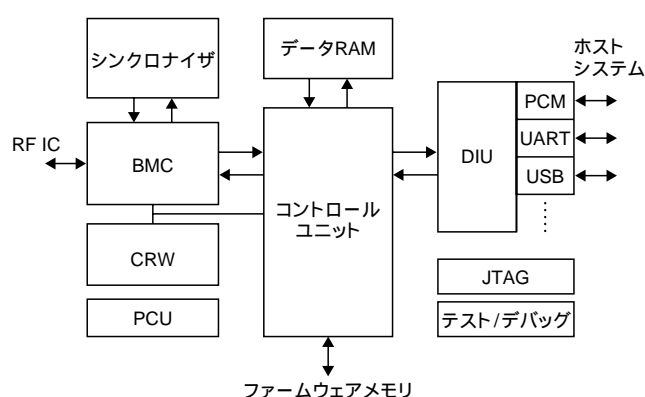 シンクロナイザ
データRAM
ホスト
システム
RF IC
BMC
DIU
PCM
UART
USB
コントロール
ユニット
CRW
PCU
JTAG
テスト/デバッグ
ファームウェアメモリ